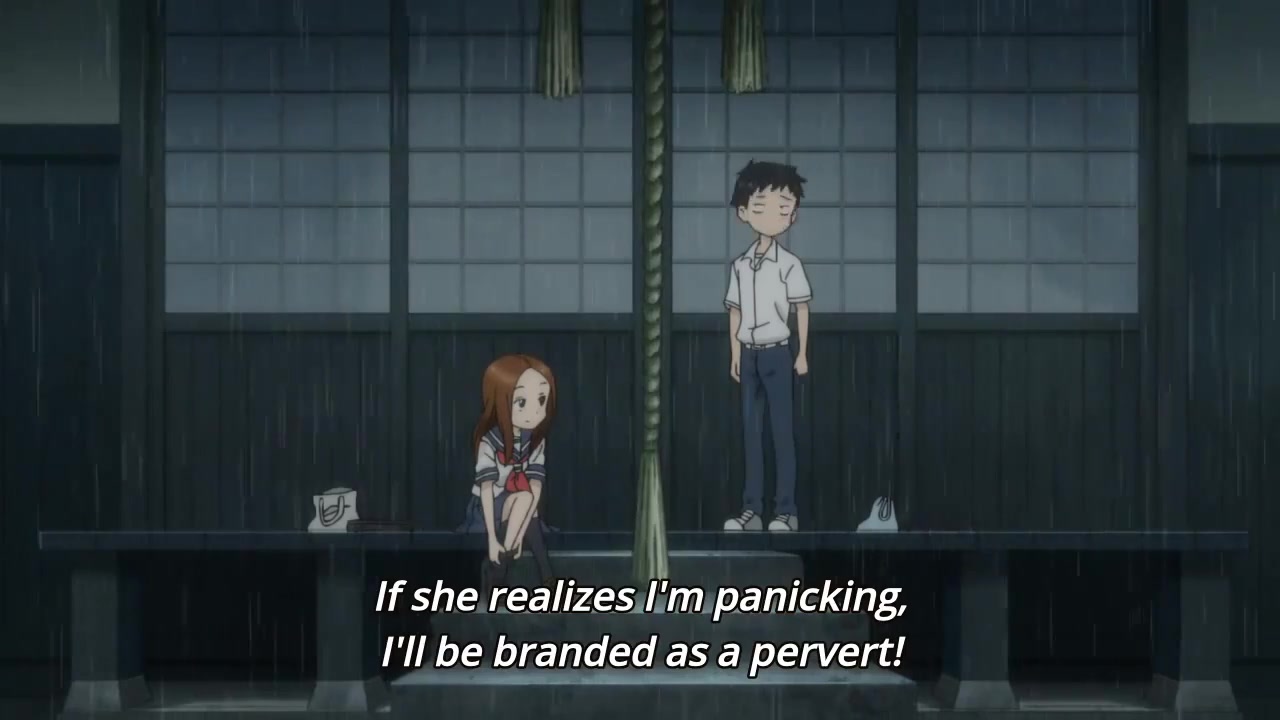 If she realizes I'm panicking,
I'll be branded as a pervert!